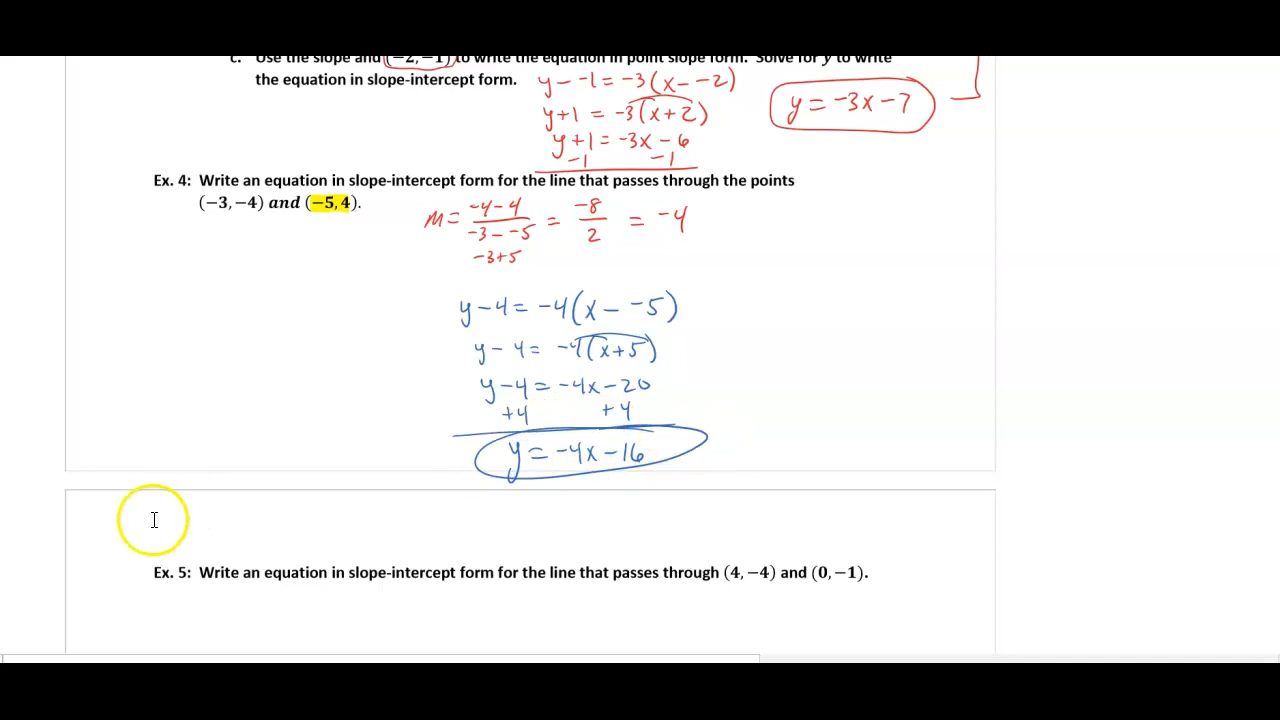 c. Use the slope and (−2, −1) to write the equation in point slope form. Solve for y to write
the equation in slope-intercept form.
y - -1 = -3(x - -2)
y+1 = -3(x+2)
y+1 = -3x - 6
-1 -1
y = -3x - 7
Ex. 4: Write an equation in slope-intercept form for the line that passes through the points
(−3, −4) and (−5, 4).
m = -4-4 / -3 - -5 = -8 / 2 = -4
-3+5
y - 4 = -4(x - -5)
y - 4 = -4(x+5)
y - 4 = -4x - 20
+4 +4
y = -4x - 16
Ex. 5: Write an equation in slope-intercept form for the line that passes through (4, −4) and (0, −1).